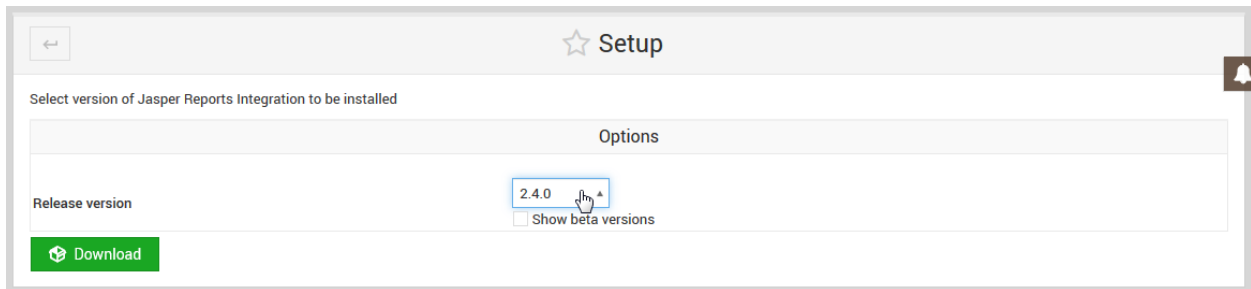 Setup
Select version of Jasper Reports Integration to be installed
Options
Release version
2.4.0
Show beta versions
Download